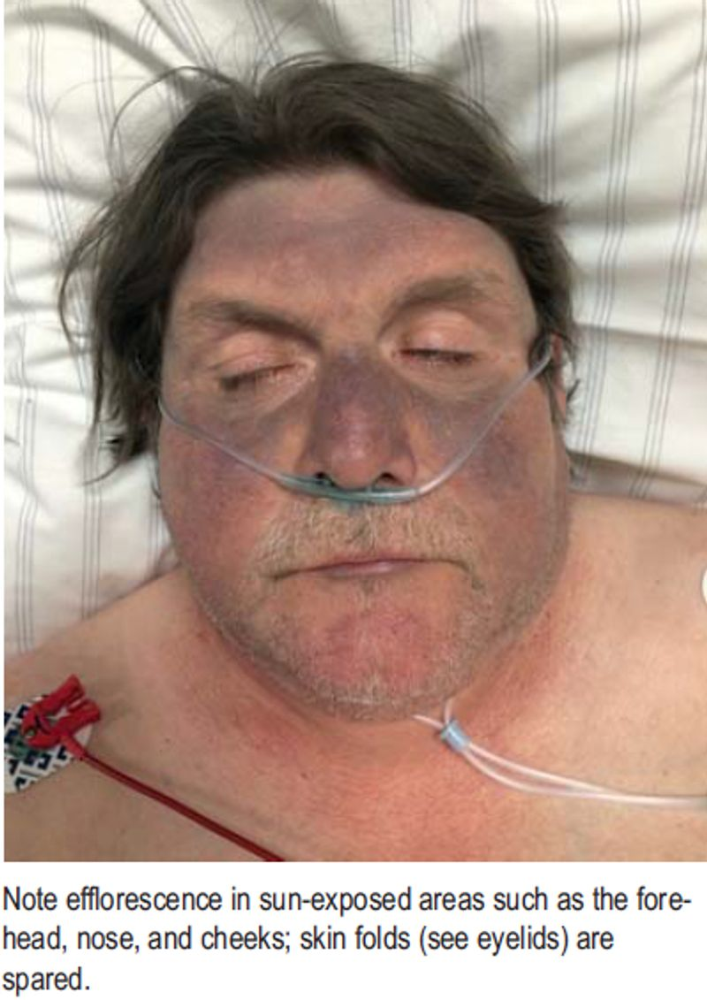 Note efflorescence in sun-exposed areas such as the fore-
head, nose, and cheeks; skin folds (see eyelids) are
spared.